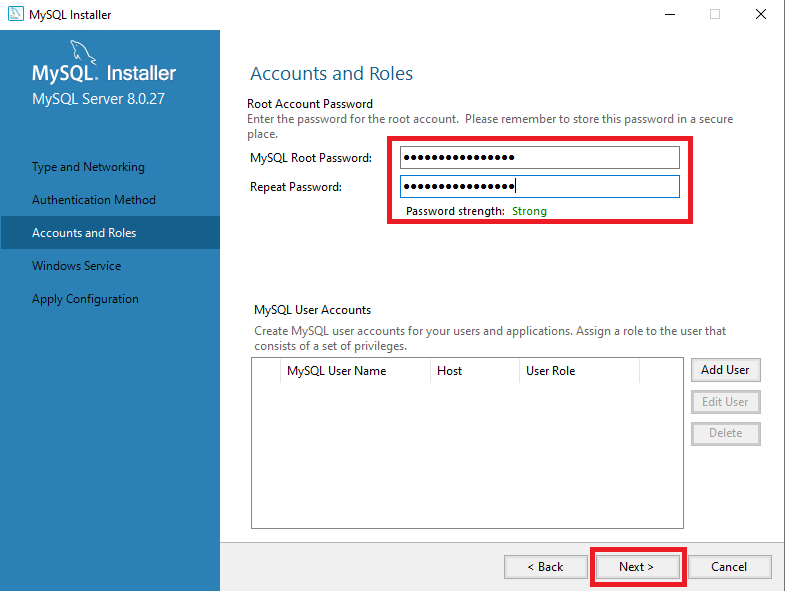 MySQL Installer
MySQL. Installer
MySQL Server 8.0.27
Type and Networking
Authentication Method
Accounts and Roles
Windows Service
Apply Configuration
Accounts and Roles
Root Account Password
Enter the password for the root account.  Please remember to store this password in a secure
place.
MySQL Root Password: ●●●●●●●●●●●●●●●●
Repeat Password: ●●●●●●●●●●●●●●●●
Password strength: Strong
MySQL User Accounts
Create MySQL user accounts for your users and applications. Assign a role to the user that
consists of a set of privileges.
MySQL User Name Host User Role
Add User
Edit User
Delete
< Back Next > Cancel